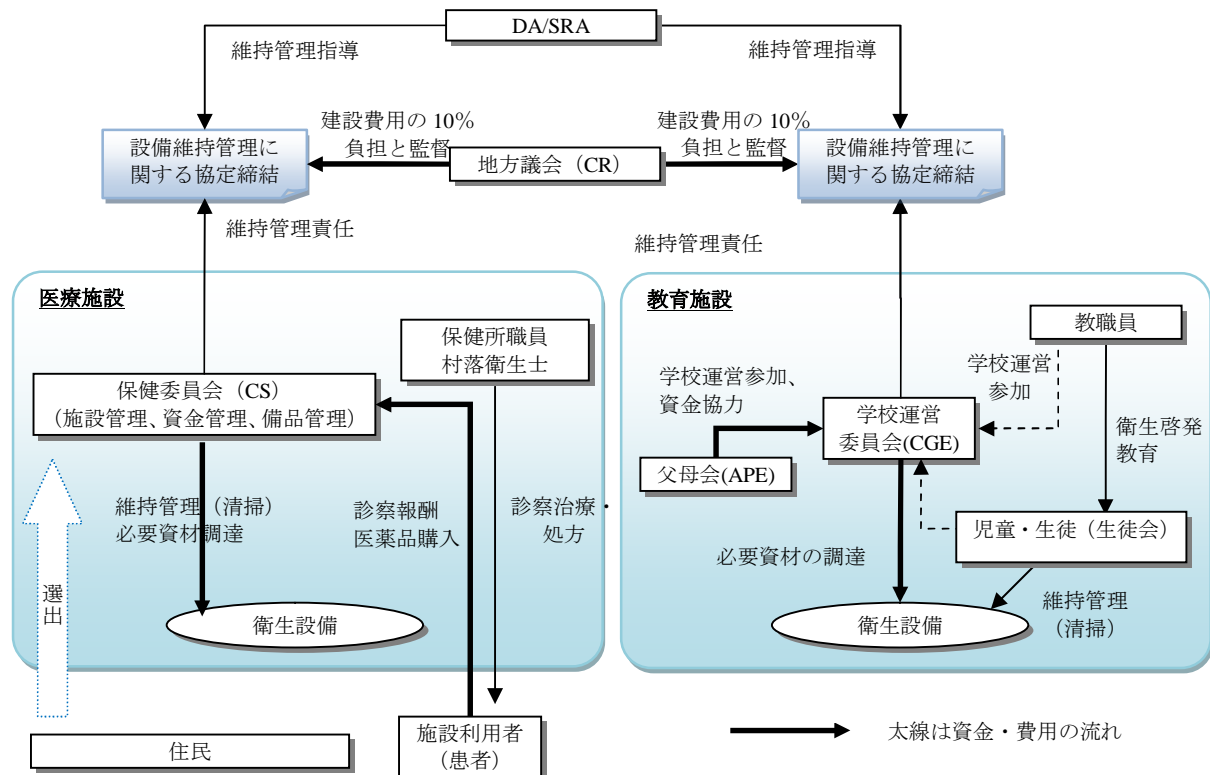 DA/SRA
維持管理指導
維持管理指導
建設費用の 10%
負担と監督
建設費用の 10%
負担と監督
設備維持管理に
関する協定締結
地方議会（CR）
設備維持管理に
関する協定締結
維持管理責任
維持管理責任
医療施設
保健所職員
村落衛生士
保健委員会（CS）
（施設管理、資金管理、備品管理）
維持管理（清掃）
必要資材調達
診察報酬
医薬品購入
診察治療・
処方
選出
衛生設備
施設利用者
（患者）
住民
教育施設
教職員
学校運営
参加
学校運営参加、
資金協力
学校運営
委員会(CGE)
父母会(APE)
衛生啓発
教育
児童・生徒（生徒会）
必要資材の調達
維持管理
（清掃）
衛生設備
太線は資金・費用の流れ